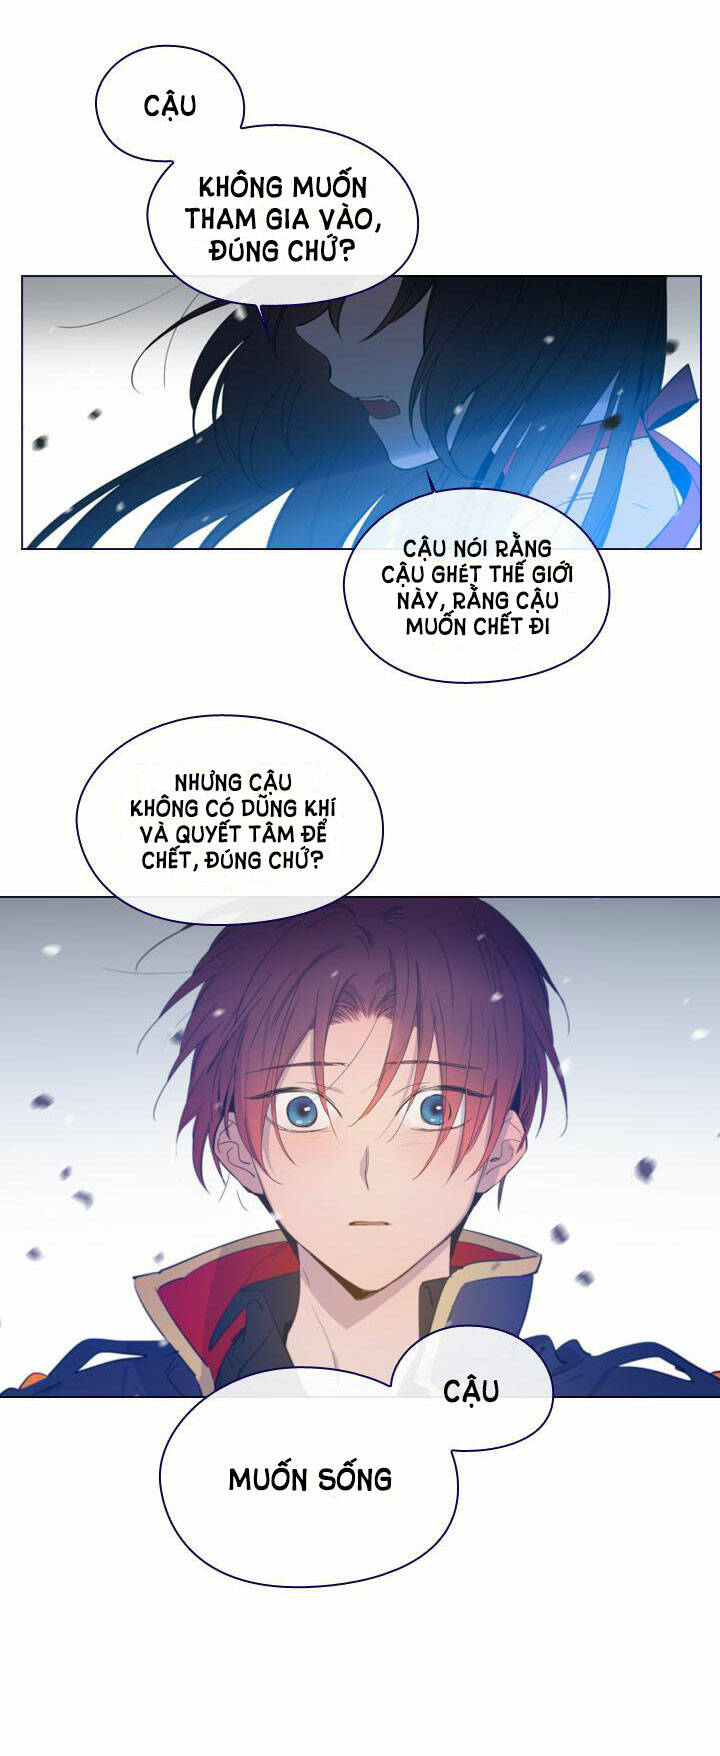 CẬU
KHÔNG MUỐN
THAM GIA VÀO,
ĐÚNG CHỨ?
CẬU NÓI RẰNG
CẬU GHÉT THẾ GIỚI
NÀY, RẰNG CẬU
MUỐN CHẾT ĐI
NHƯNG CẬU
KHÔNG CÓ DŨNG KHÍ
VÀ QUYẾT TÂM ĐỂ
CHẾT, ĐÚNG CHỨ?
CẬU
MUỐN SỐNG